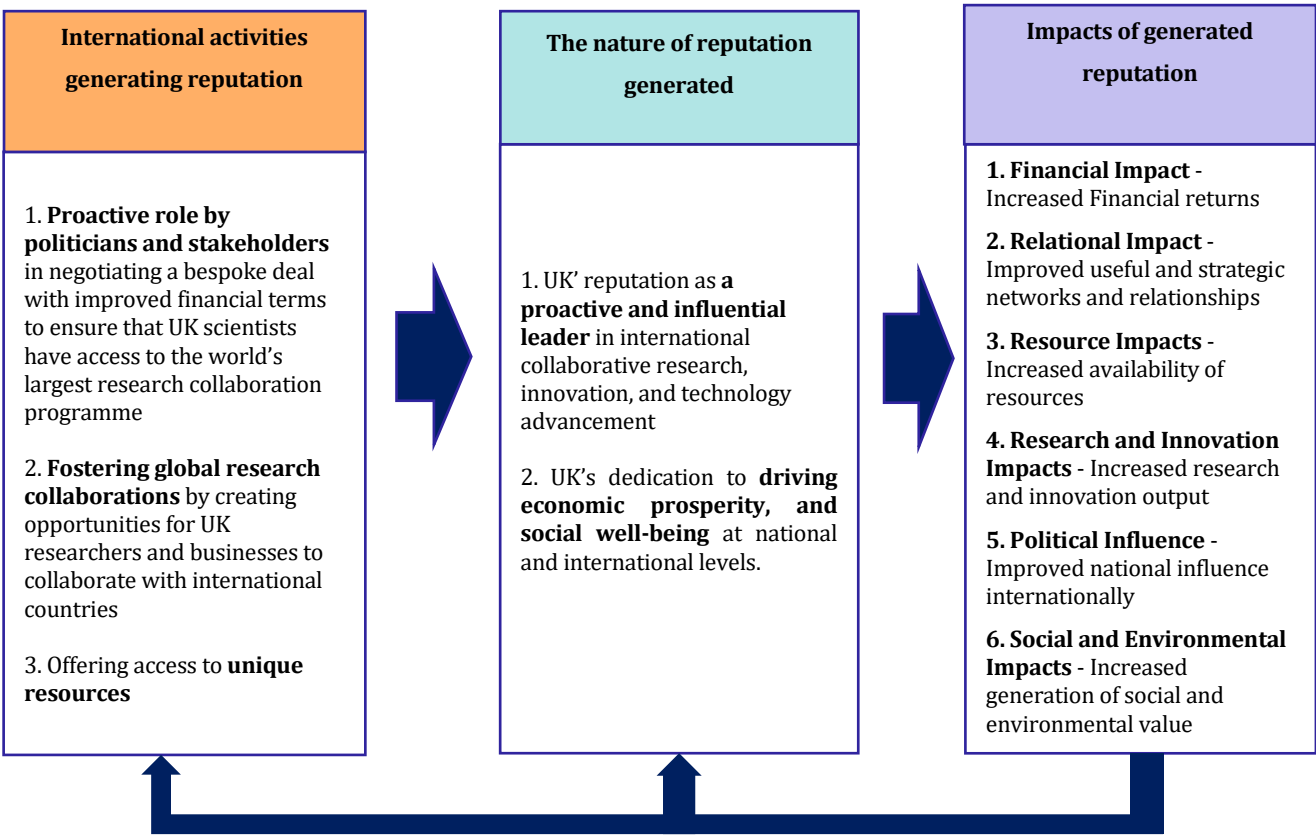 International activities
generating reputation
1. Proactive role by
politicians and stakeholders
in negotiating a bespoke deal
with improved financial terms
to ensure that UK scientists
have access to the world’s
largest research collaboration
programme
2. Fostering global research
collaborations by creating
opportunities for UK
researchers and businesses to
collaborate with international
countries
3. Offering access to unique
resources
The nature of reputation
generated
1. UK’ reputation as a
proactive and influential
leader in international
collaborative research,
innovation, and technology
advancement
2. UK’s dedication to driving
economic prosperity, and
social well-being at national
and international levels.
Impacts of generated
reputation
1. Financial Impact -
Increased Financial returns
2. Relational Impact -
Improved useful and strategic
networks and relationships
3. Resource Impacts -
Increased availability of
resources
4. Research and Innovation
Impacts - Increased research
and innovation output
5. Political Influence -
Improved national influence
internationally
6. Social and Environmental
Impacts - Increased
generation of social and
environmental value